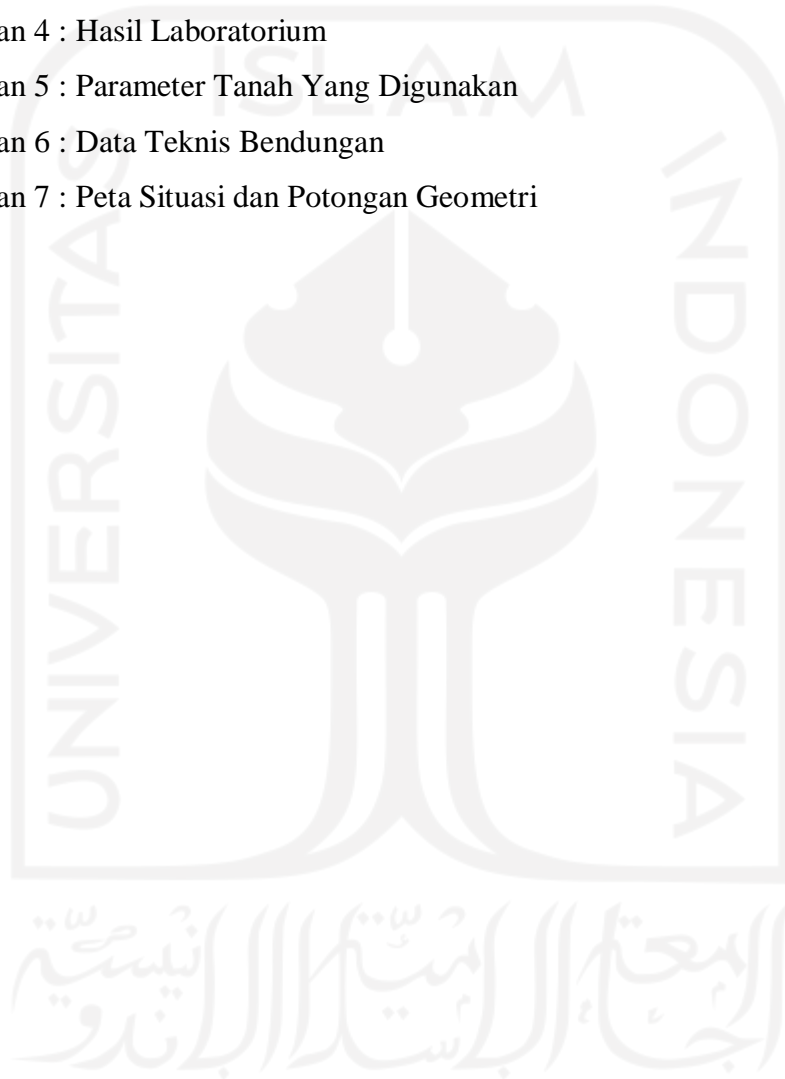 an 4 : Hasil Laboratorium
an 5 : Parameter Tanah Yang Digunakan
an 6 : Data Teknis Bendungan
an 7 : Peta Situasi dan Potongan Geometri
ISLAM
UNIVERSITAS
INDONESIA